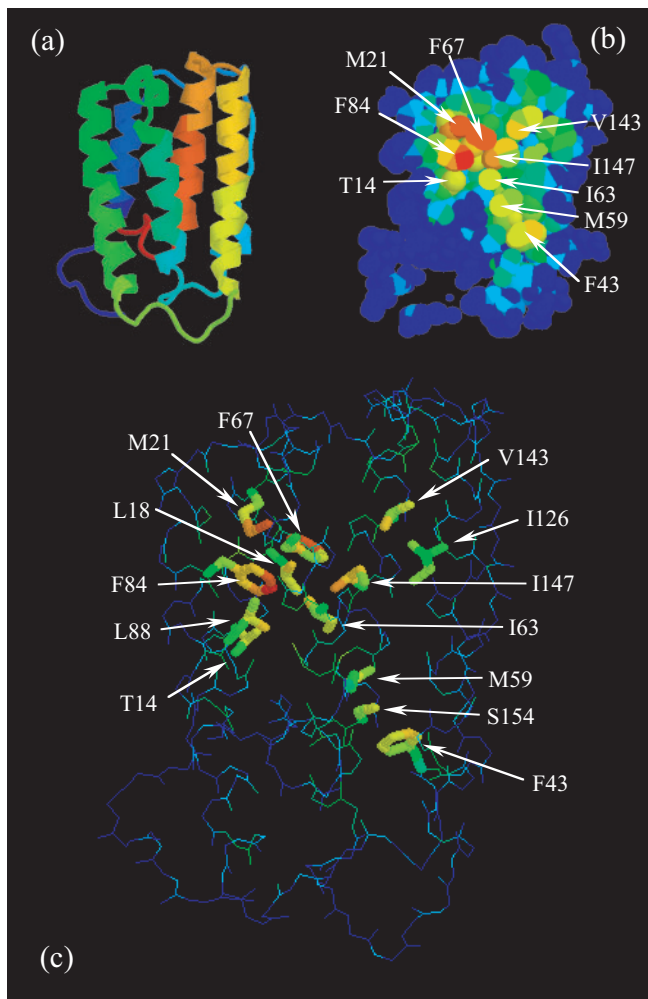 (a)
(b)
M21
F67
F84
V143
T14
I147
I63
M59
F43
F67
M21
V143
L18
I126
F84
I147
L88
I63
T14
M59
S154
F43
(c)